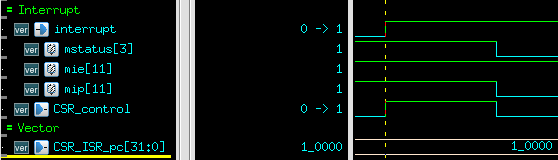 = Interrupt
ver interrupt 0 -> 1
ver mstatus[3] 1
ver mie[11] 1
ver mip[11] 1
ver CSR_control 0 -> 1
= Vector
ver CSR_ISR_pc[31:0] 1_0000 1_0000